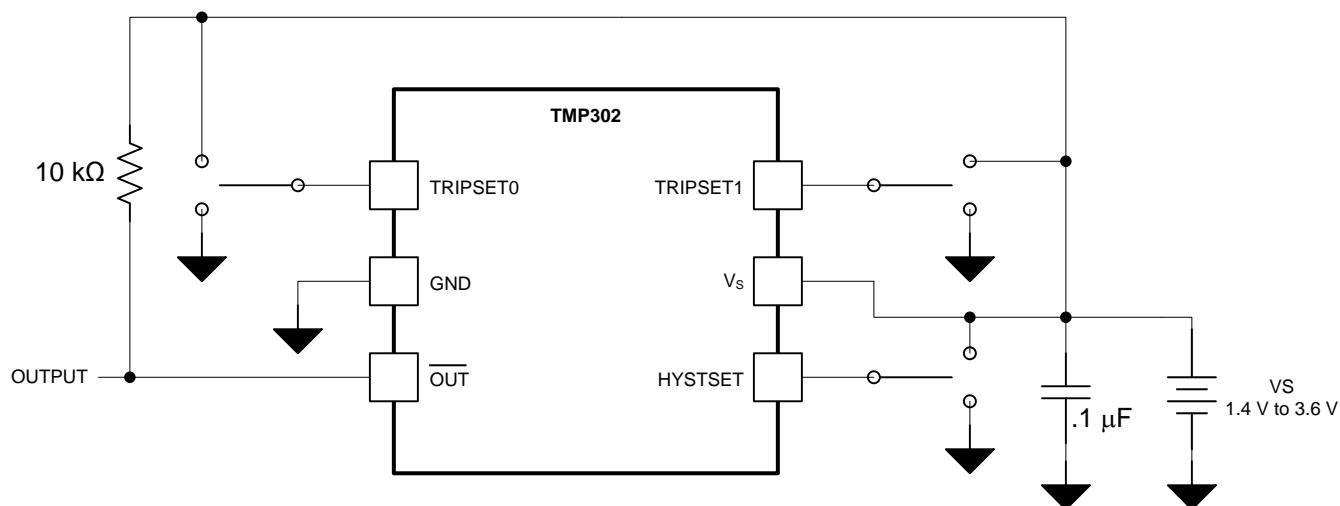 TMP302
10 kΩ
TRIPSET0
TRIPSET1
GND
VS
OUTPUT
OUT
HYSTSET
.1 μF
VS
1.4 V to 3.6 V